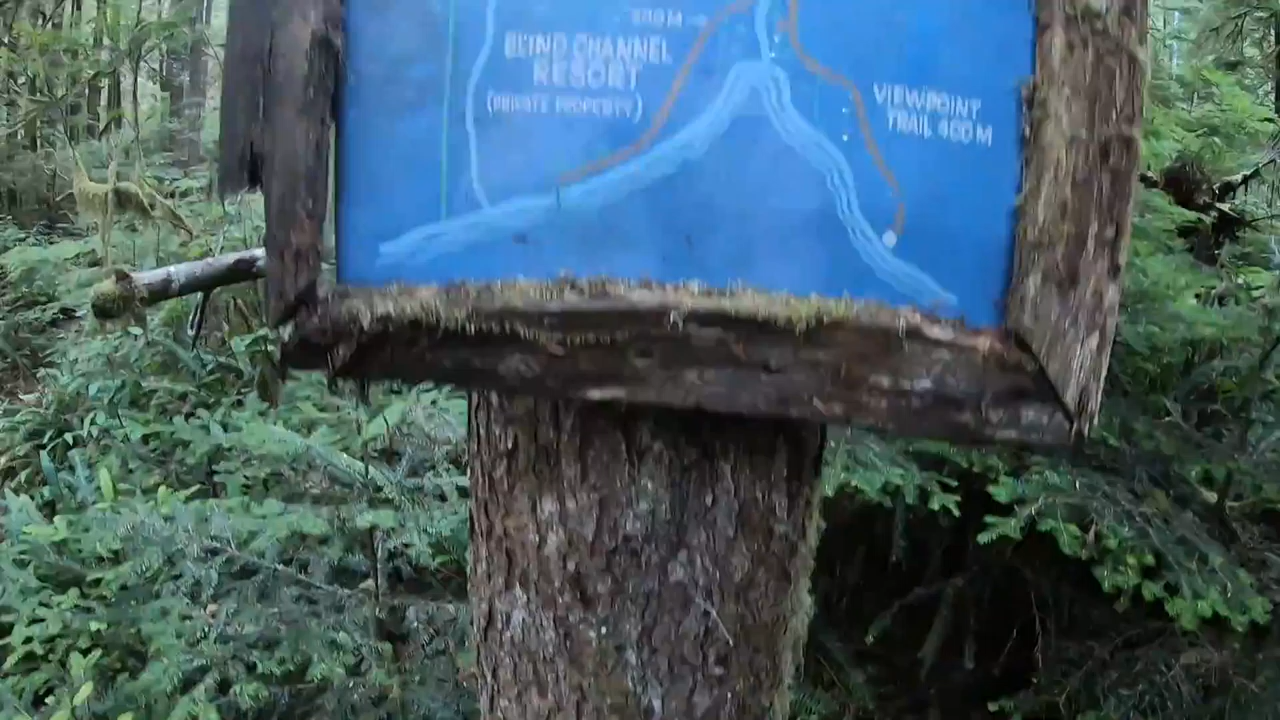 BLIND CHANNEL
RESORT
(PRIVATE PROPERTY)
VIEWPOINT
TRAIL 400 M